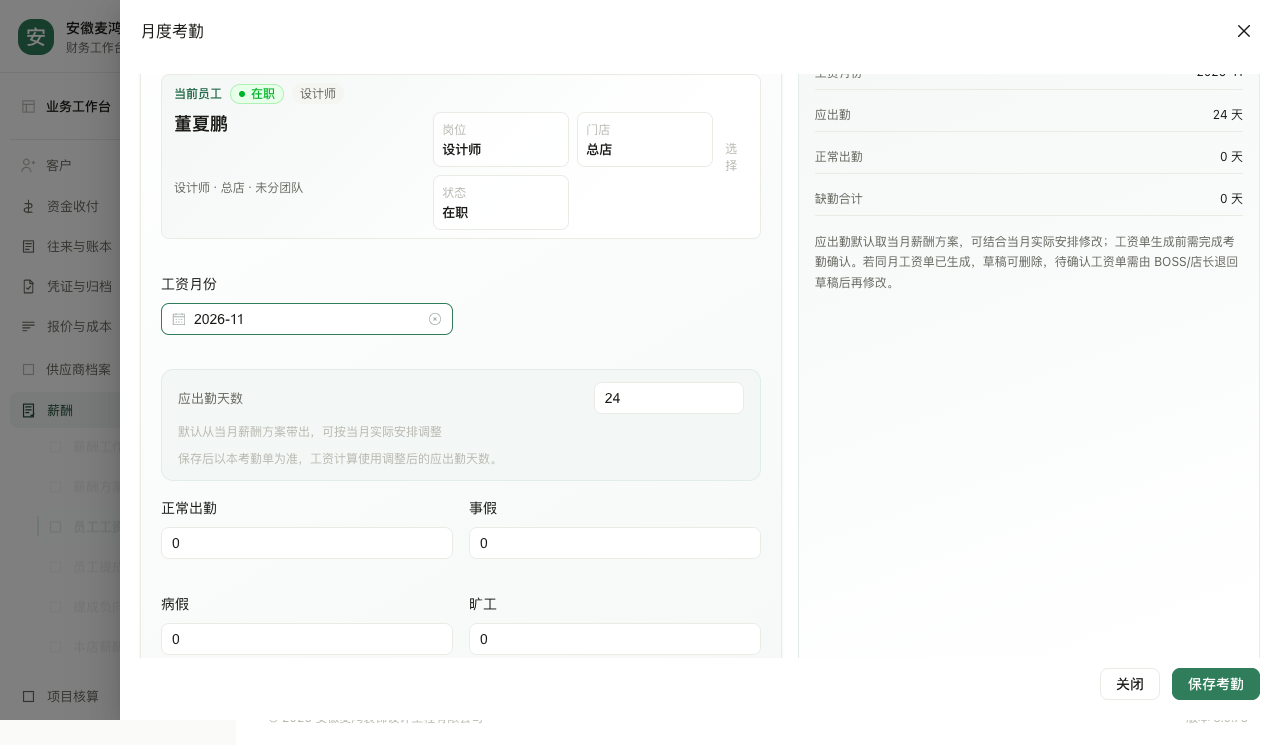 月度考勤
安
安徽麦鸿
财务工作台
业务工作台
客户
资金收付
往来与账本
凭证与归档
报价与成本
供应商档案
薪酬
项目核算
当前员工
在职
设计师
董夏鹏
设计师 · 总店 · 未分团队
岗位
设计师
门店
总店
状态
在职
选
择
工资月份
2026-11
应出勤天数
24
默认从当月薪酬方案带出，可按当月实际安排调整
保存后以本考勤单为准，工资计算使用调整后的应出勤天数。
正常出勤
0
事假
0
病假
0
旷工
0
工资月份
2026-11
应出勤
24 天
正常出勤
0 天
缺勤合计
0 天
应出勤默认取当月薪酬方案，可结合当月实际安排修改；工资单生成前需完成考
勤确认。若同月工资单已生成，草稿可删除，待确认工资单需由 BOSS/店长退回
草稿后再修改。
关闭
保存考勤